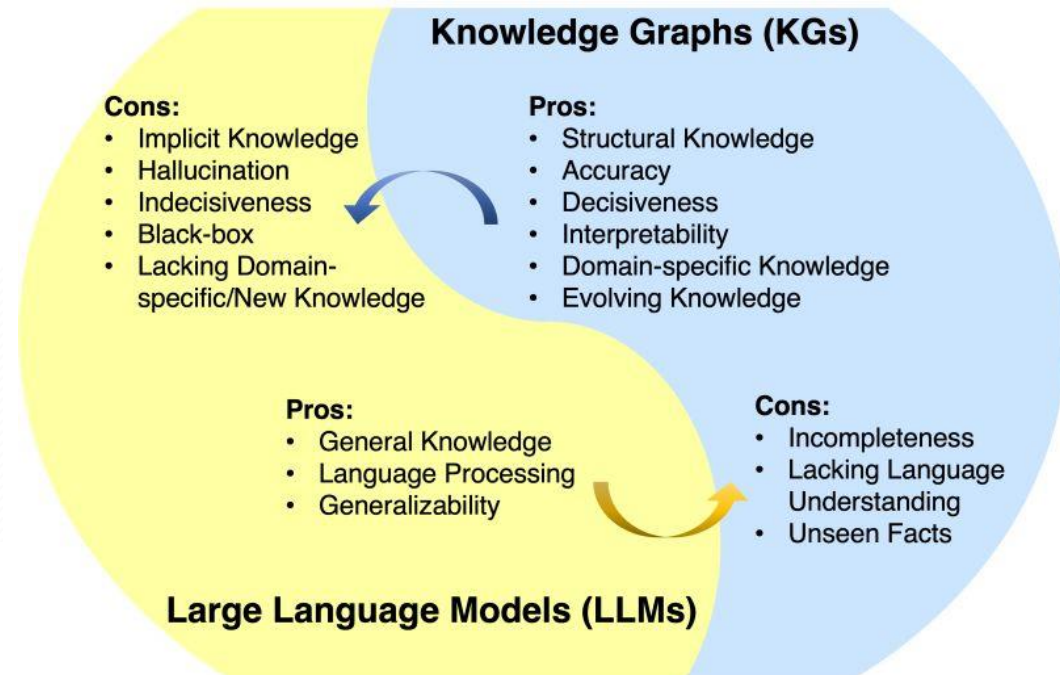 Knowledge Graphs (KGs)
Cons:
• Implicit Knowledge
• Hallucination
• Indecisiveness
• Black-box
• Lacking Domain-
specific/New Knowledge
Pros:
• Structural Knowledge
• Accuracy
• Decisiveness
• Interpretability
• Domain-specific Knowledge
• Evolving Knowledge
Pros:
• General Knowledge
• Language Processing
• Generalizability
Cons:
• Incompleteness
• Lacking Language
Understanding
• Unseen Facts
Large Language Models (LLMs)